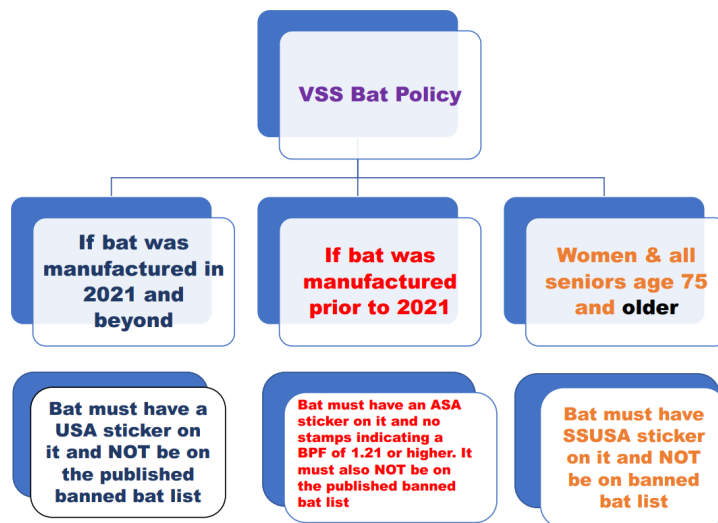 VSS Bat Policy
If bat was
manufactured in
2021 and
beyond
If bat was
manufactured
prior to 2021
Women & all
seniors age 75
and older
Bat must have a
USA sticker on
it and NOT be on
the published
banned bat list
Bat must have an ASA
sticker on it and no
stamps indicating a
BPF of 1.21 or higher. It
must also NOT be on
the published banned
bat list
Bat must have
SSUSA sticker
on it and NOT
be on banned
bat list